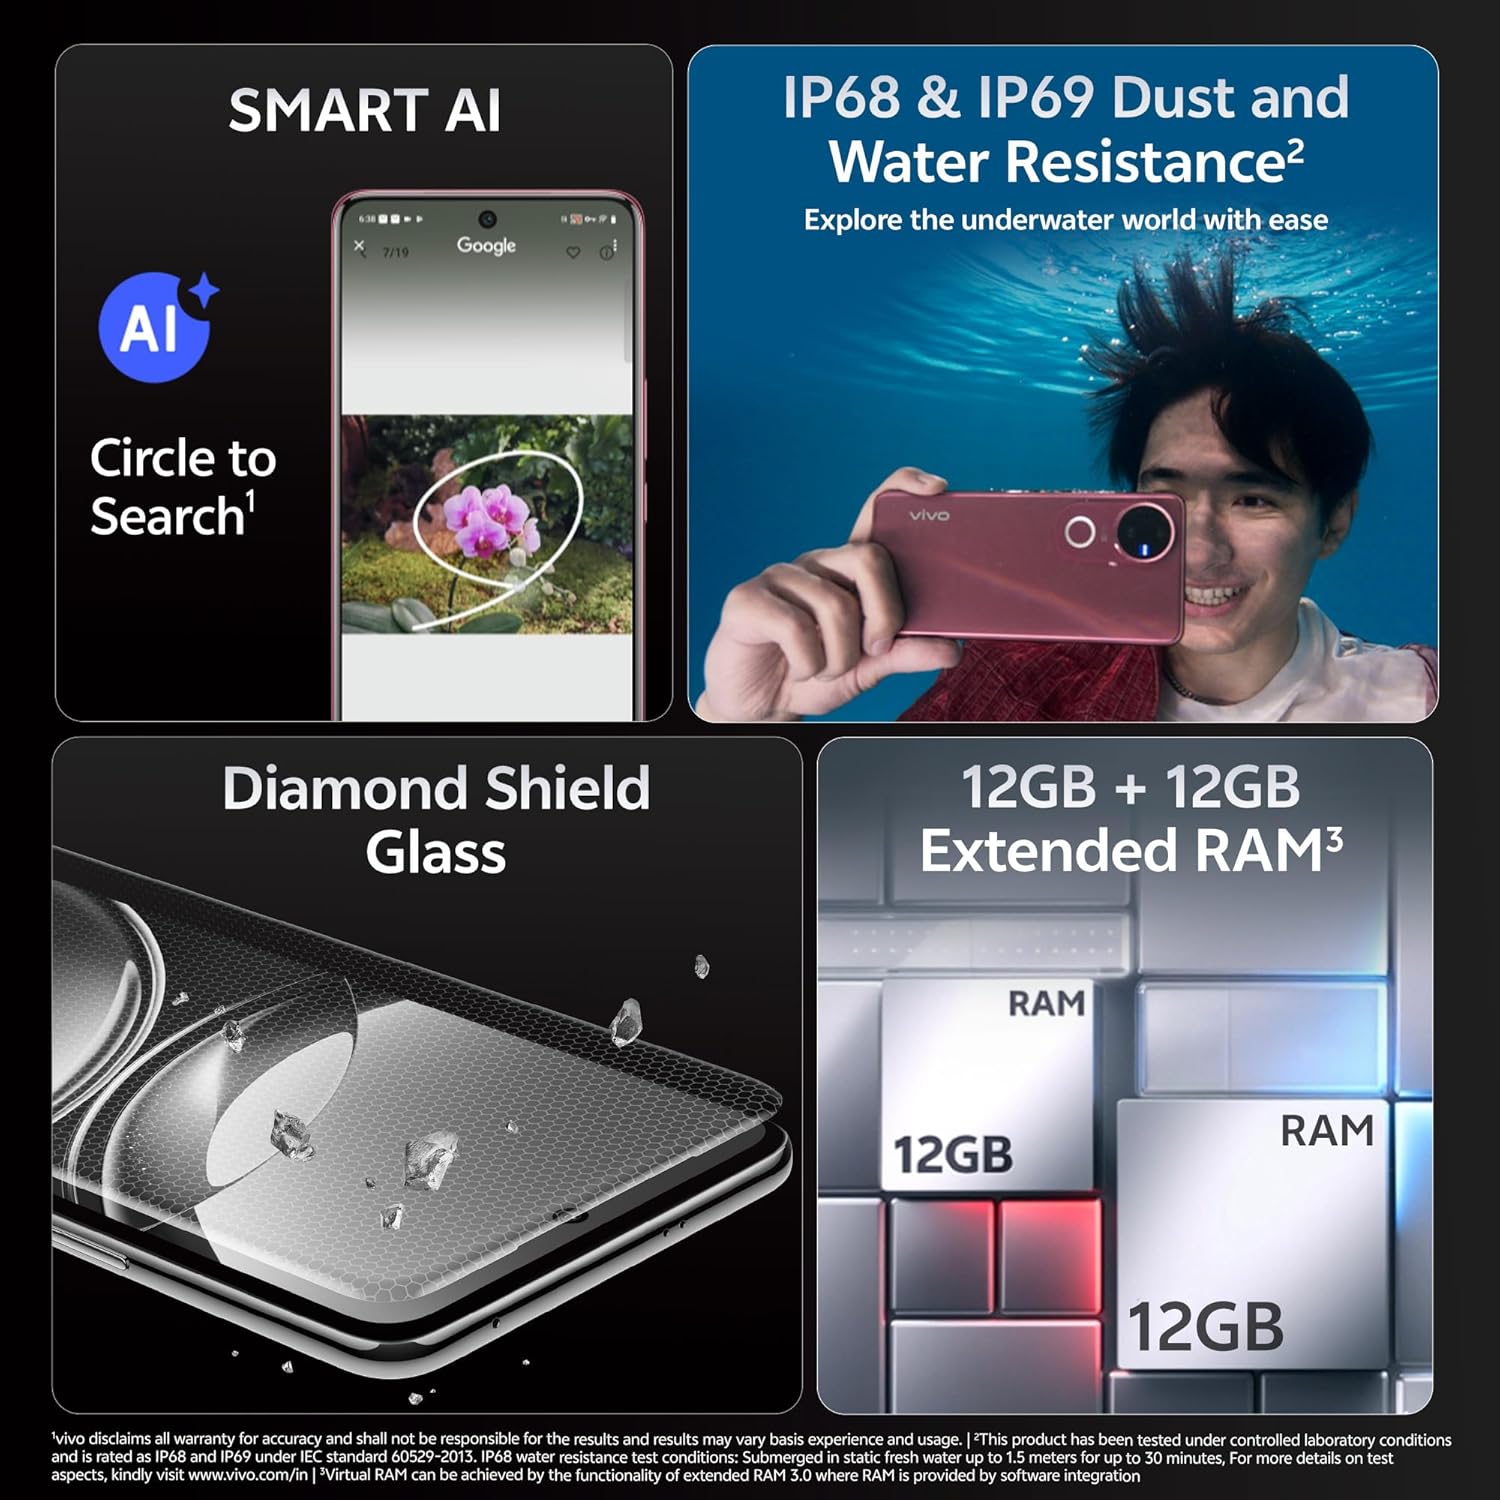 SMART AI
6:38
Google
7/19
AI
Circle to
Search¹
IP68 & IP69 Dust and
Water Resistance²
Explore the underwater world with ease
vivo
Diamond Shield
Glass
12GB + 12GB
Extended RAM³
RAM
12GB
RAM
12GB
¹vivo disclaims all warranty for accuracy and shall not be responsible for the results and results may vary basis experience and usage. | ²This product has been tested under controlled laboratory conditions
and is rated as IP68 and IP69 under IEC standard 60529-2013. IP68 water resistance test conditions: Submerged in static fresh water up to 1.5 meters for up to 30 minutes, For more details on test
aspects, kindly visit www.vivo.com/in | ³Virtual RAM can be achieved by the functionality of extended RAM 3.0 where RAM is provided by software integration